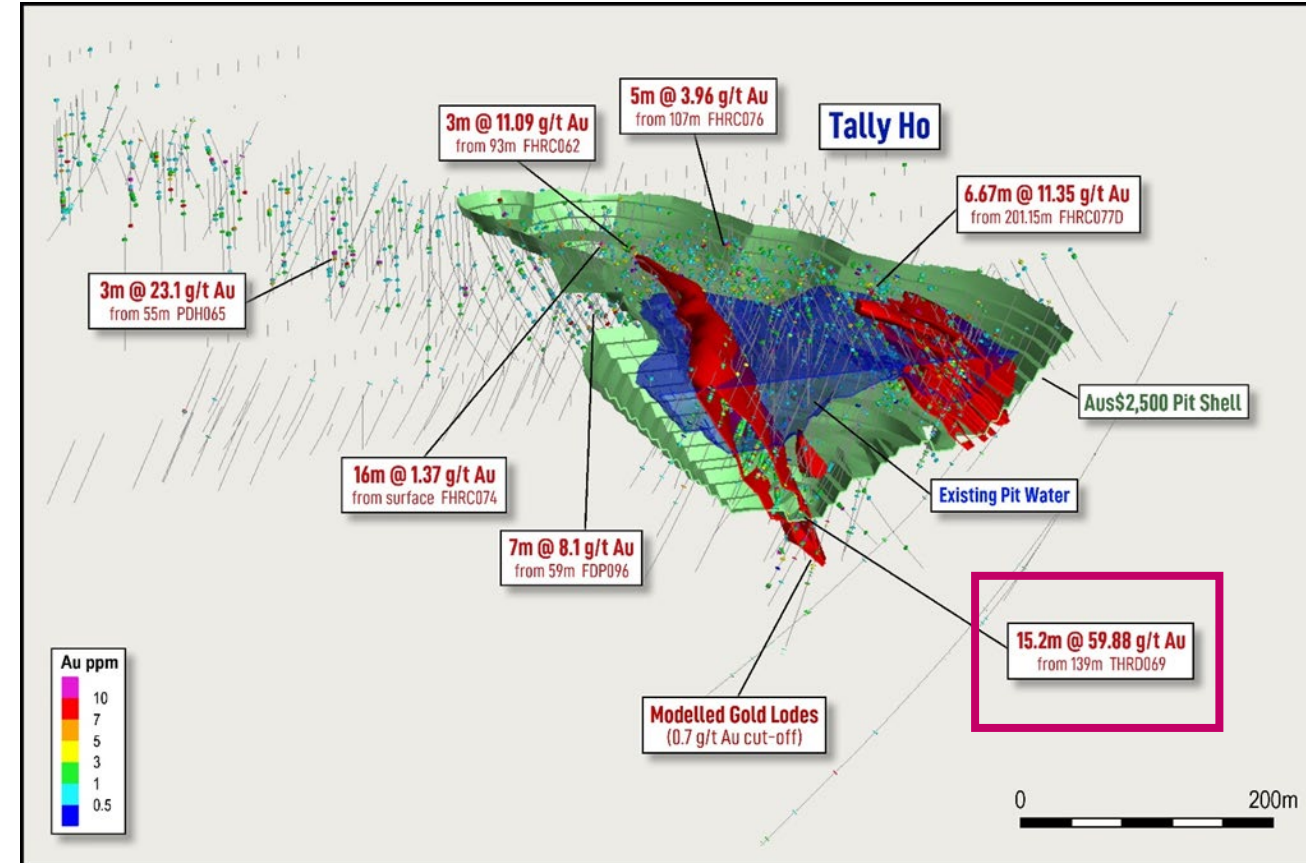 5m @ 3.96 g/t Au
from 107m FHRC076
Tally Ho
3m @ 11.09 g/t Au
from 93m FHRC062
6.67m @ 11.35 g/t Au
from 201.15m FHRC077D
3m @ 23.1 g/t Au
from 55m PDH065
Aus$2,500 Pit Shell
16m @ 1.37 g/t Au
from surface FHRC074
Existing Pit Water
7m @ 8.1 g/t Au
from 59m FDP096
15.2m @ 59.88 g/t Au
from 139m THRD069
Modelled Gold Lodes
(0.7 g/t Au cut-off)
Au ppm
10
7
5
3
1
0.5
0 200m